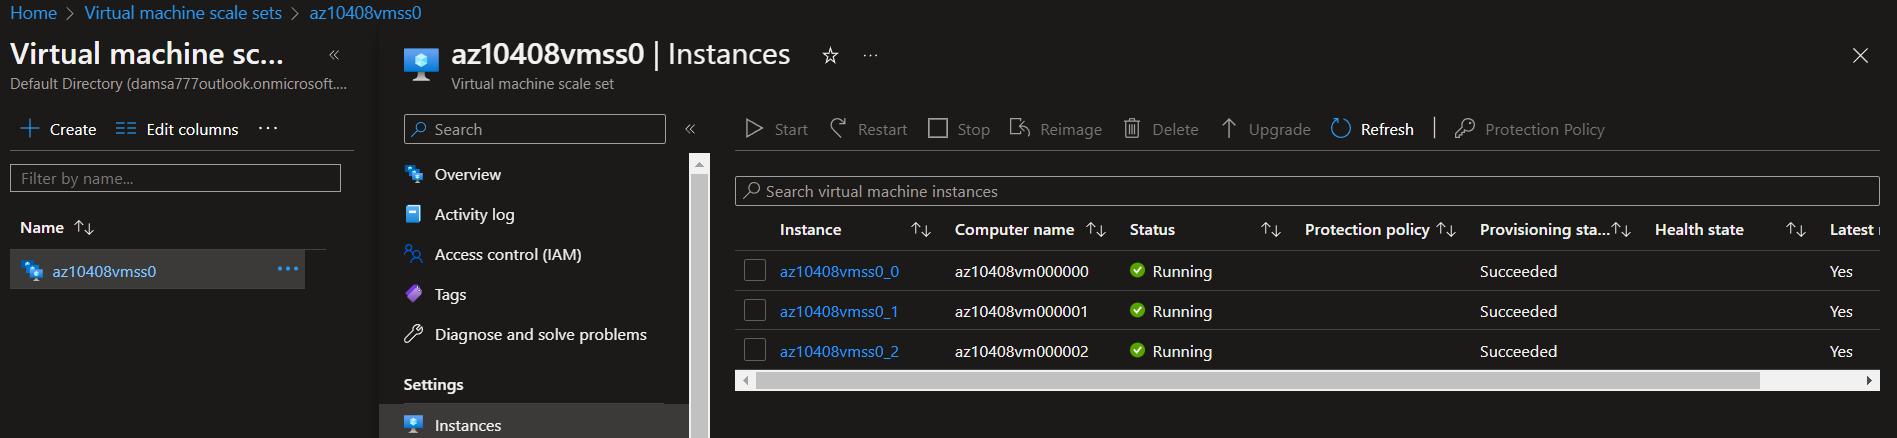 Home > Virtual machine scale sets > az10408vmss0
Virtual machine sc... «
Default Directory (damsa777outlook.onmicrosoft....
Create Edit columns ...
Filter by name...
Name
az10408vmss0 ...
az10408vmss0 | Instances ...
Virtual machine scale set
Search «
Overview
Activity log
Access control (IAM)
Tags
Diagnose and solve problems
Settings
Instances
Start Restart Stop Reimage Delete Upgrade Refresh | Protection Policy
Search virtual machine instances
Instance Computer name Status Protection policy Provisioning sta... Health state Latest
az10408vmss0_0 az10408vm000000 Running Succeeded Yes
az10408vmss0_1 az10408vm000001 Running Succeeded Yes
az10408vmss0_2 az10408vm000002 Running Succeeded Yes